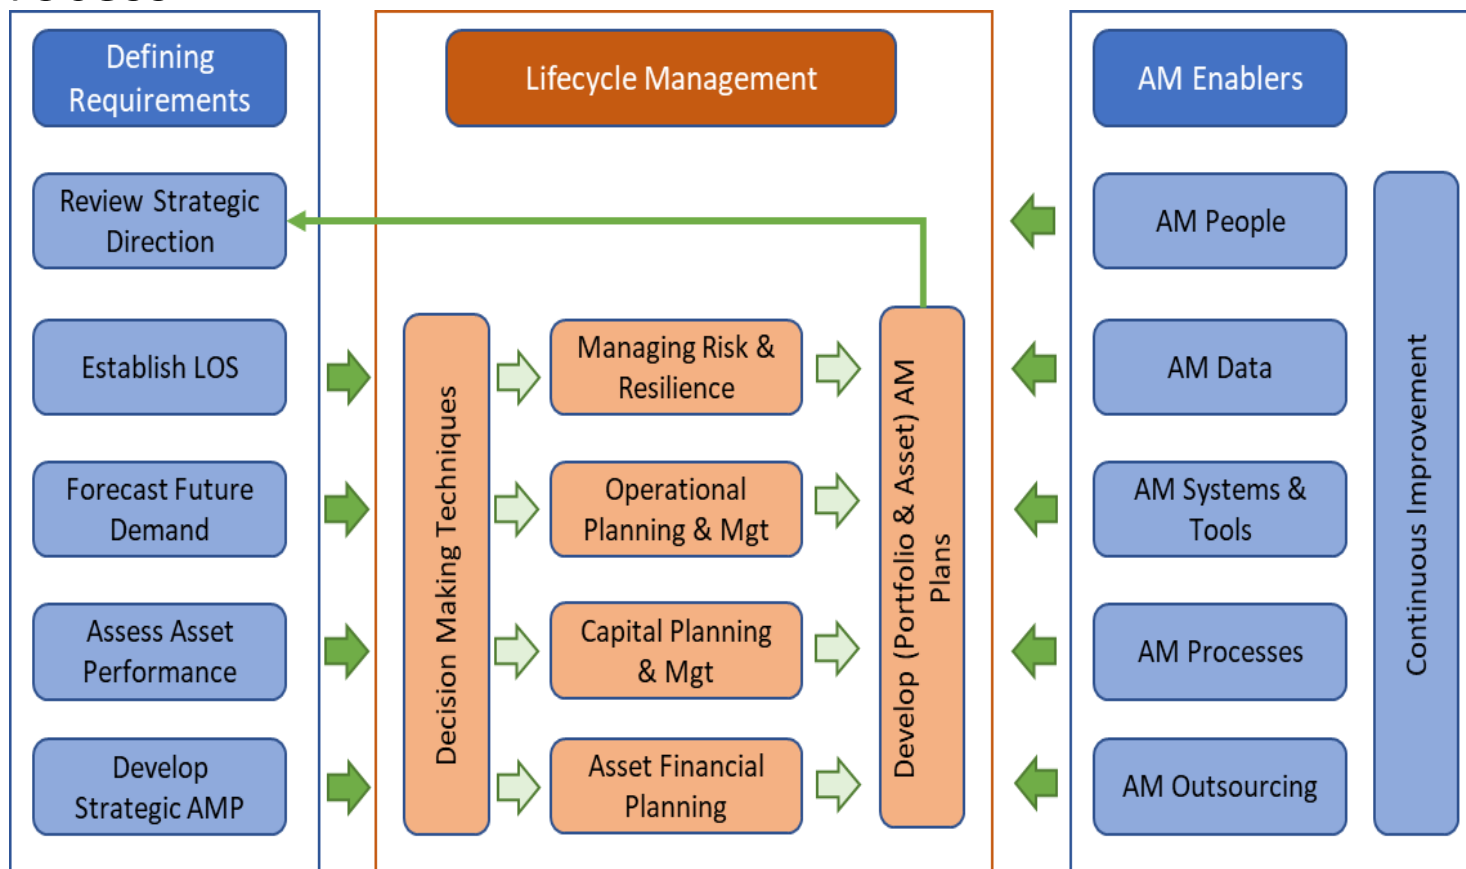 Defining
Requirements
Review Strategic
Direction
Establish LOS
Forecast Future
Demand
Assess Asset
Performance
Develop
Strategic AMP
Lifecycle Management
Decision Making Techniques
Managing Risk &
Resilience
Operational
Planning & Mgt
Capital Planning
& Mgt
Asset Financial
Planning
Develop (Portfolio & Asset) AM
Plans
AM Enablers
AM People
AM Data
AM Systems &
Tools
AM Processes
AM Outsourcing
Continuous Improvement